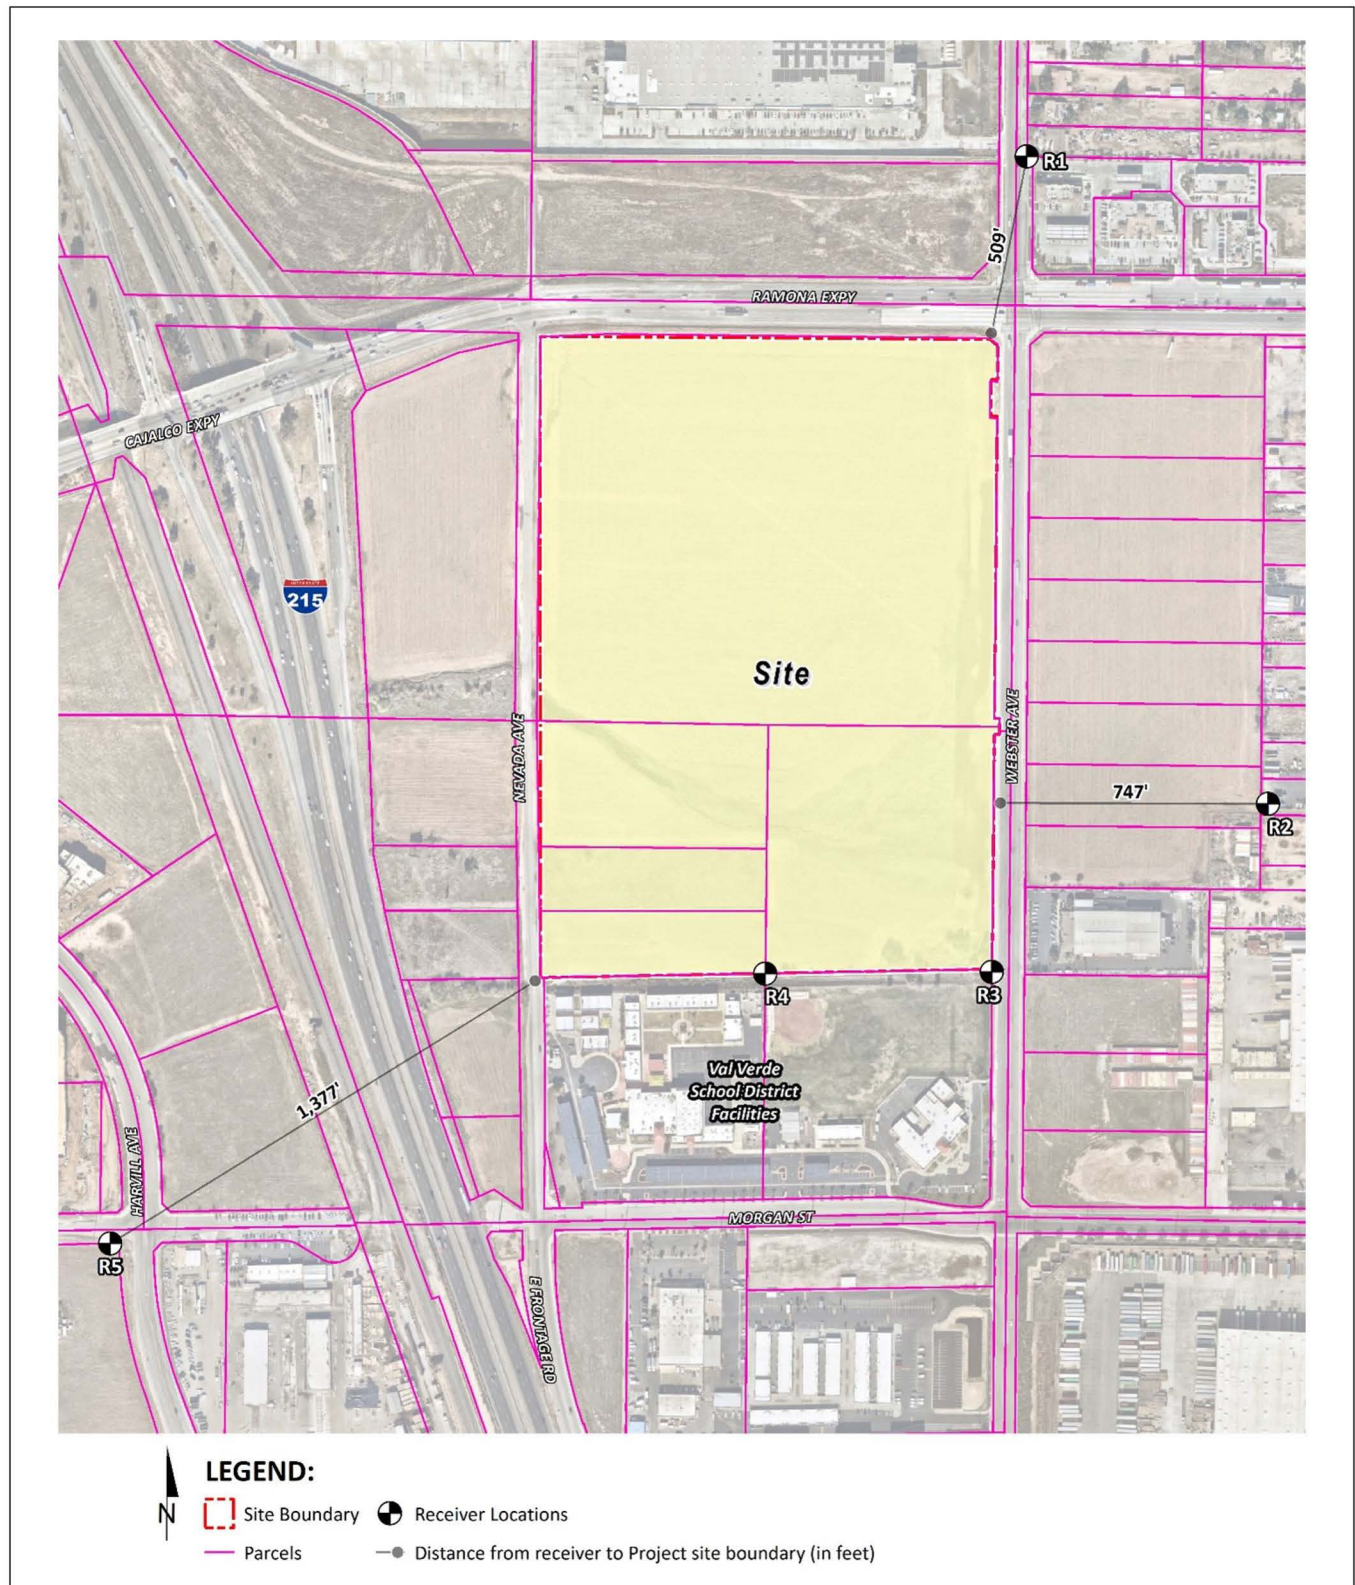 R1
509'
RAMONA EXPY
CAJALCO EXPY
215
Site
NEVADA AVE
WEBSTER AVE
747'
R2
R4
R3
Val Verde
School District
Facilities
1,377'
HARVILL AVE
MORGAN ST
R5
E FRONTAGE RD
LEGEND:
N
Site Boundary
Receiver Locations
Parcels
Distance from receiver to Project site boundary (in feet)